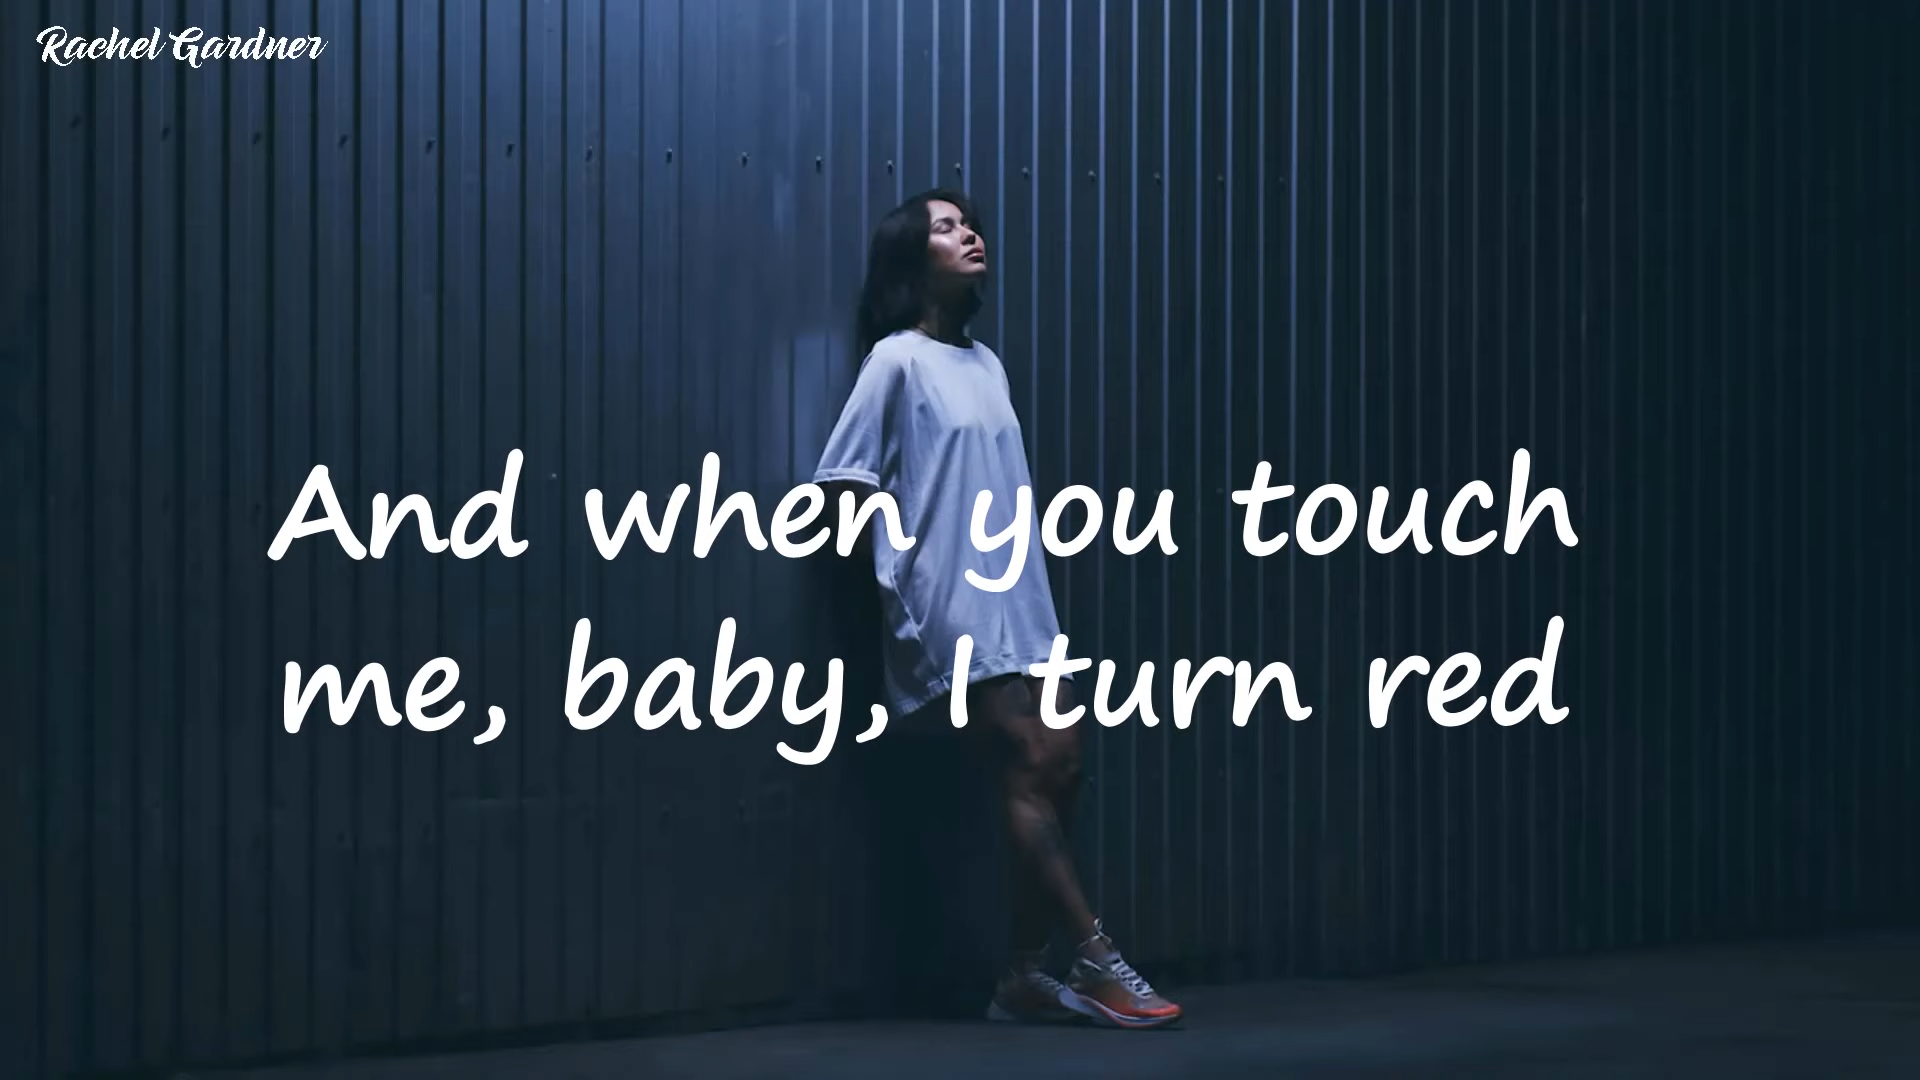 Rachel Gardner
And when you touch
me, baby, I turn red